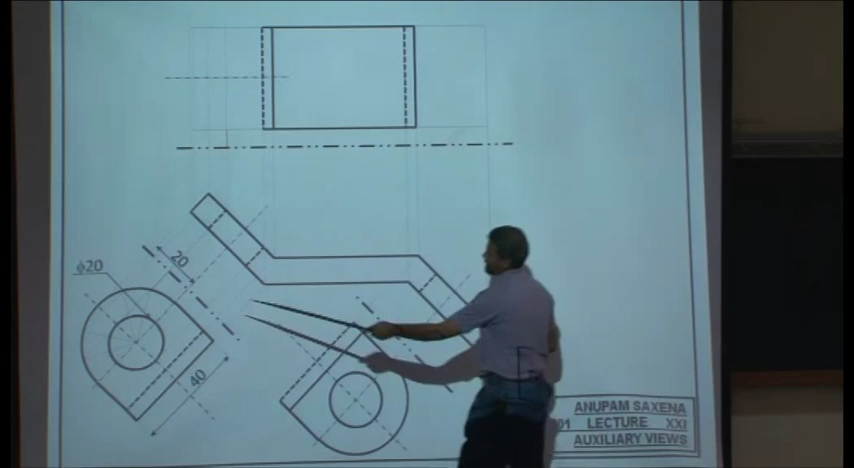 20
ϕ20
40
ANUPAM SAXENA
01 LECTURE XXI
AUXILIARY VIEWS